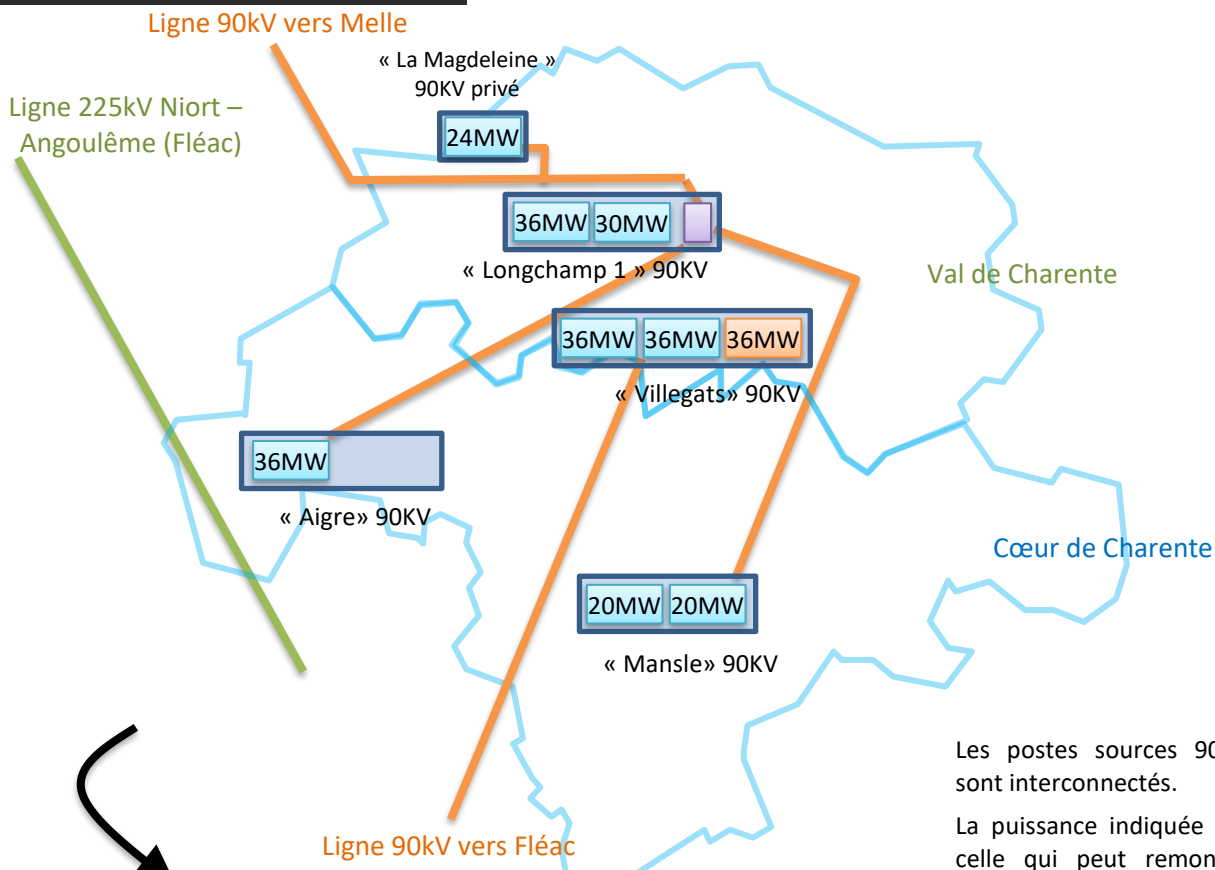 Ligne 90kV vers Melle
« La Magdeleine »
90KV privé
Ligne 225kV Niort –
Angoulême (Fléac)
24MW
36MW 30MW
« Longchamp 1 » 90KV
Val de Charente
36MW 36MW 36MW
« Villegats» 90KV
36MW
« Aigre» 90KV
Cœur de Charente
20MW 20MW
« Mansle» 90KV
Les postes sources 90
sont interconnectés.
La puissance indiquée
celle qui peut remon
Ligne 90kV vers Fléac